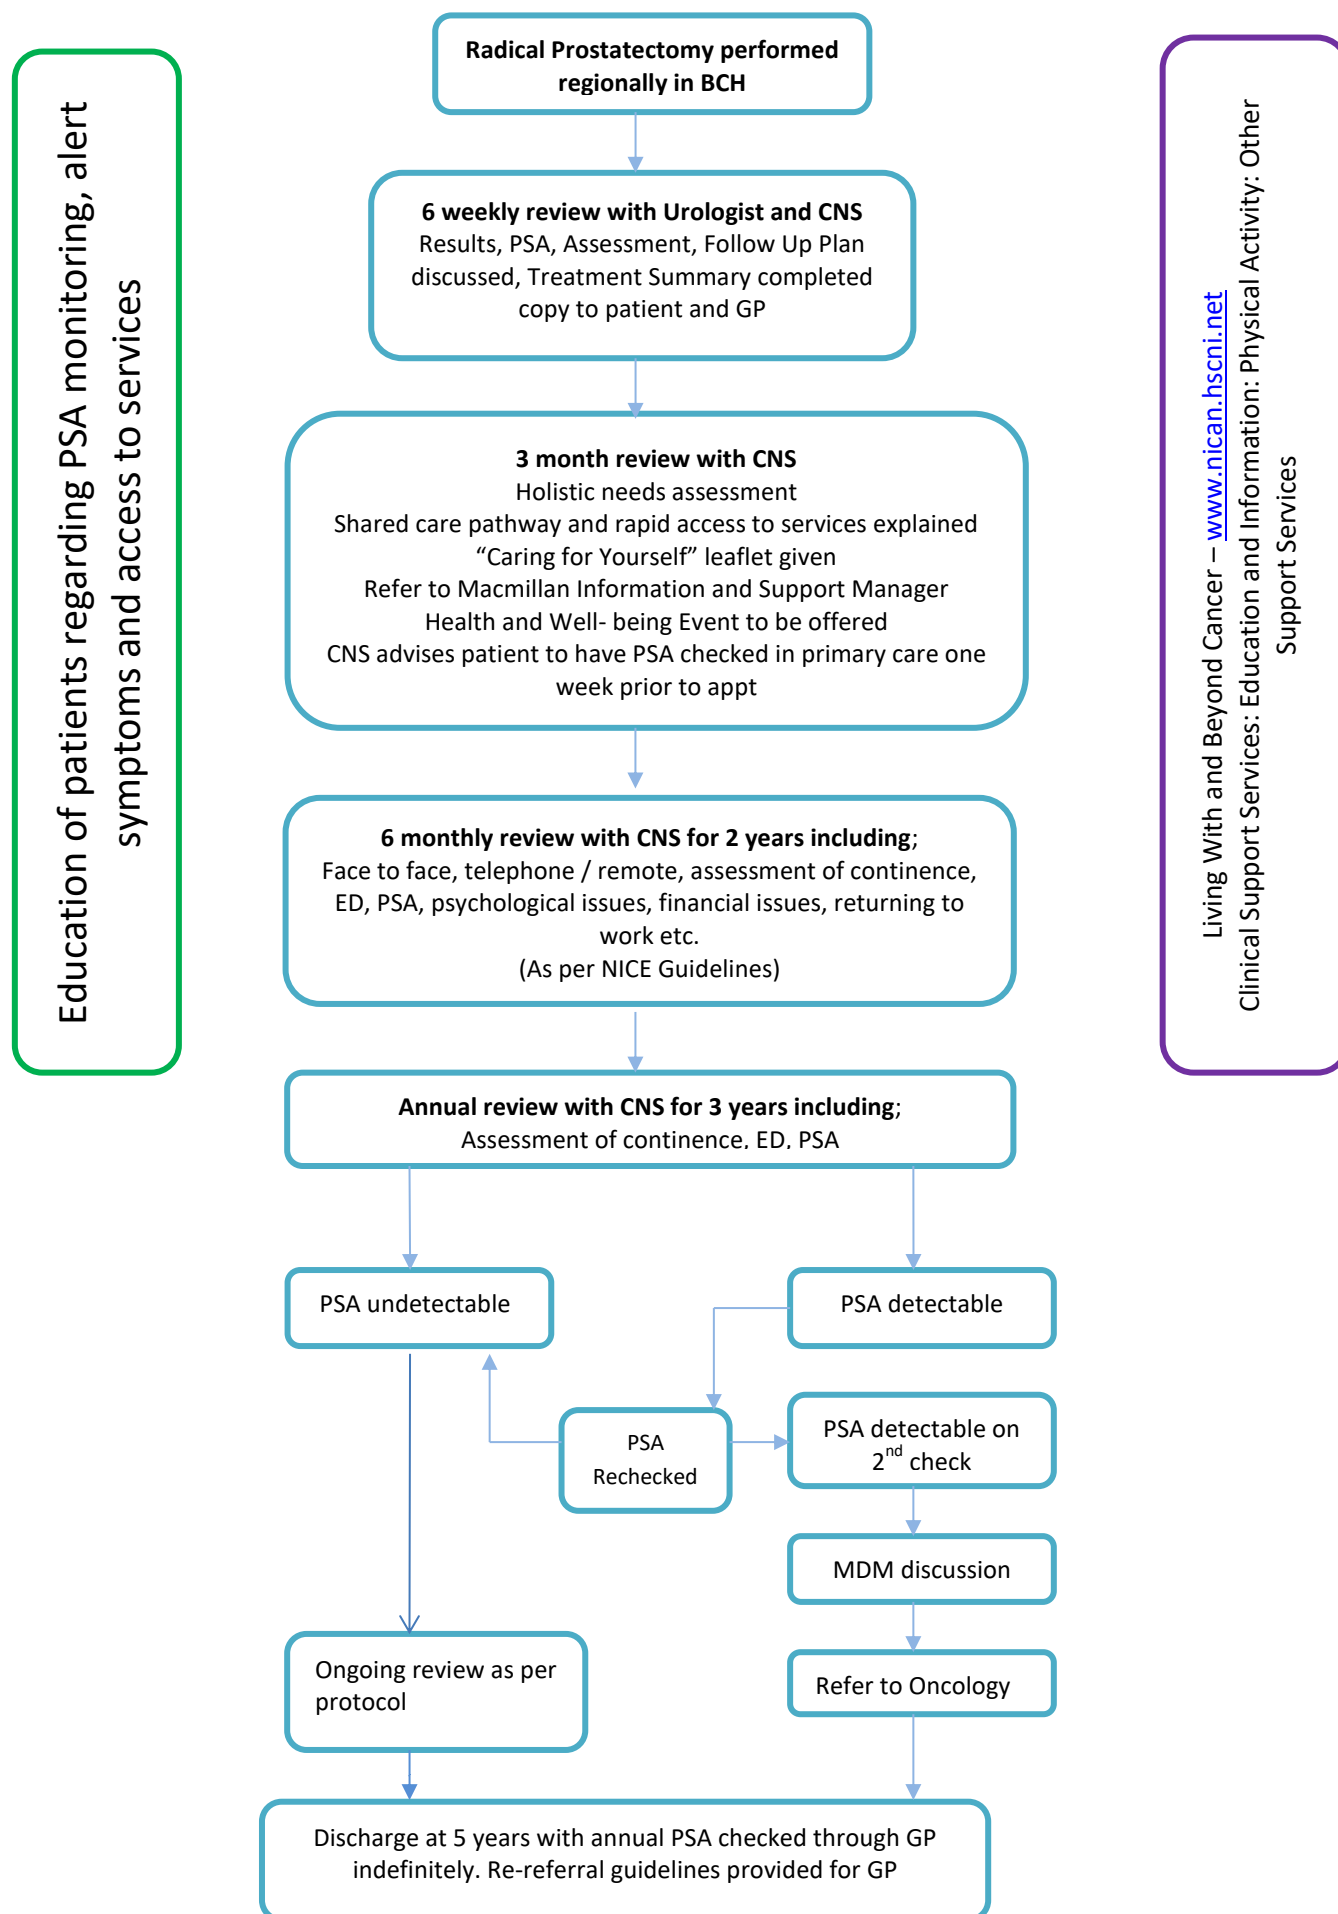 Radical Prostatectomy performed
regionally in BCH
Education of patients regarding PSA monitoring, alert
symptoms and access to services
Living With and Beyond Cancer – www.nican.hscni.net
Clinical Support Services: Education and Information: Physical Activity: Other
Support Services
6 weekly review with Urologist and CNS
Results, PSA, Assessment, Follow Up Plan
discussed, Treatment Summary completed
copy to patient and GP
3 month review with CNS
Holistic needs assessment
Shared care pathway and rapid access to services explained
“Caring for Yourself” leaflet given
Refer to Macmillan Information and Support Manager
Health and Well- being Event to be offered
CNS advises patient to have PSA checked in primary care one
week prior to appt
6 monthly review with CNS for 2 years including;
Face to face, telephone / remote, assessment of continence,
ED, PSA, psychological issues, financial issues, returning to
work etc.
(As per NICE Guidelines)
Annual review with CNS for 3 years including;
Assessment of continence, ED, PSA
PSA undetectable
PSA detectable
PSA
Rechecked
PSA detectable on
2nd check
MDM discussion
Ongoing review as per
protocol
Refer to Oncology
Discharge at 5 years with annual PSA checked through GP
indefinitely. Re-referral guidelines provided for GP